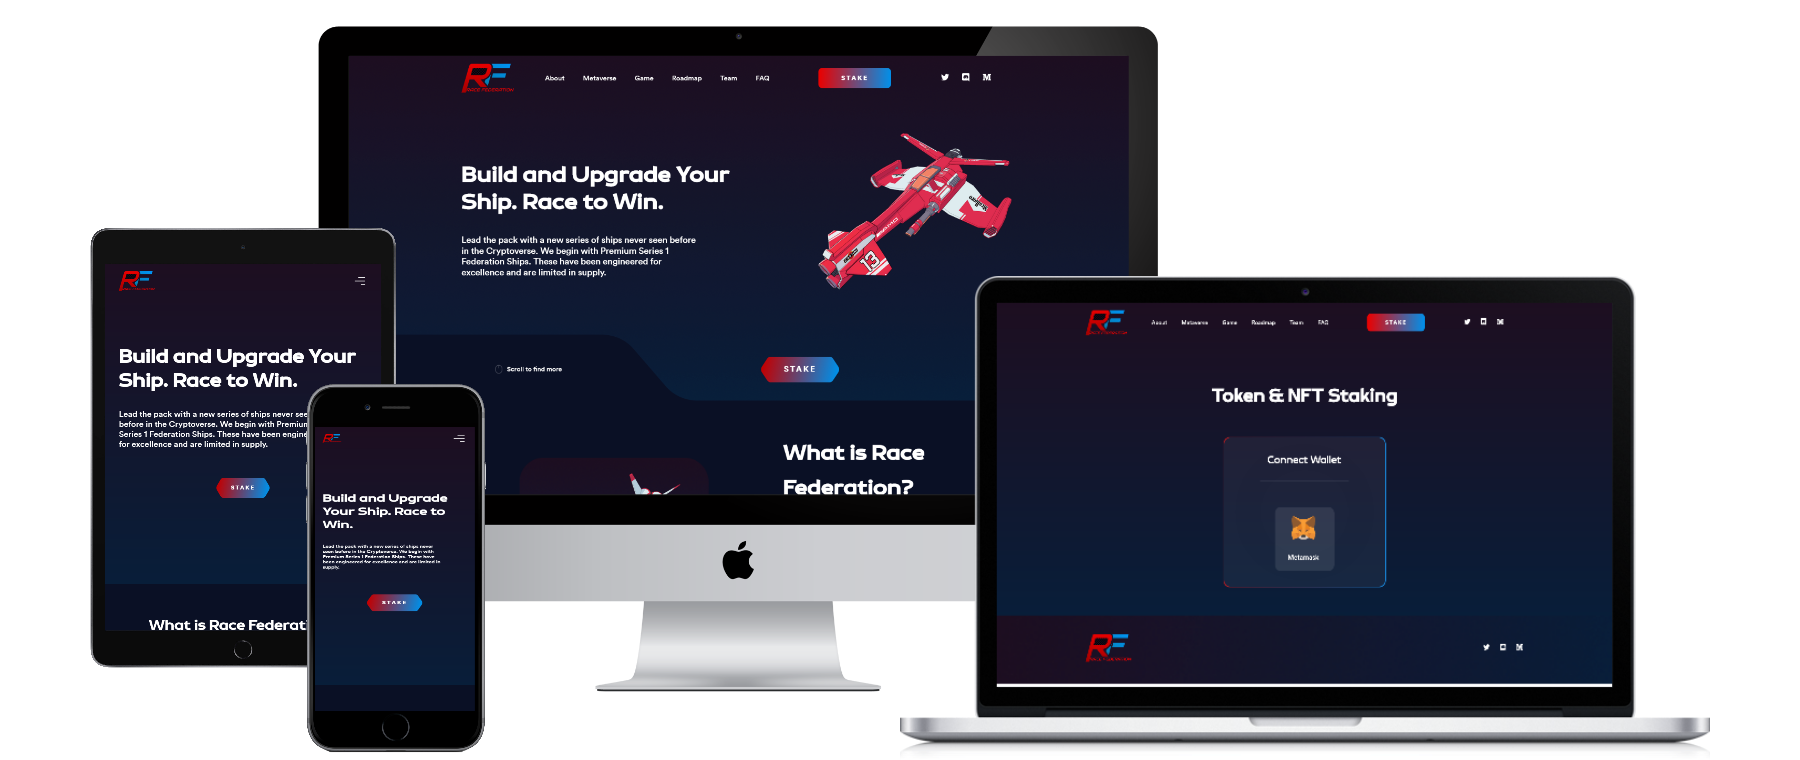 RF
RACE FEDERATION
About Metaverse Game Roadmap Team FAQ
STAKE
Build and Upgrade Your
Ship. Race to Win.
Lead the pack with a new series of ships never seen before
in the Cryptoverse. We begin with Premium Series 1
Federation Ships. These have been engineered for
excellence and are limited in supply.
13
Scroll to find more
STAKE
What is Race
Federation?
RF
Build and Upgrade Your
Ship. Race to Win.
Lead the pack with a new series of ships never see
before in the Cryptoverse. We begin with Premium
Series 1 Federation Ships. These have been engine
for excellence and are limited in supply.
STAKE
What is Race Federati
RF
Build and Upgrade
Your Ship. Race to
Win.
Lead the pack with a new series of ships never
seen before in the Cryptoverse. We begin with
Premium Series 1 Federation Ships. These have
been engineered for excellence and are limited in
supply.
STAKE
RF
About Metaverse Game Roadmap Team FAQ
STAKE
Token & NFT Staking
Connect Wallet
Metamask
RF